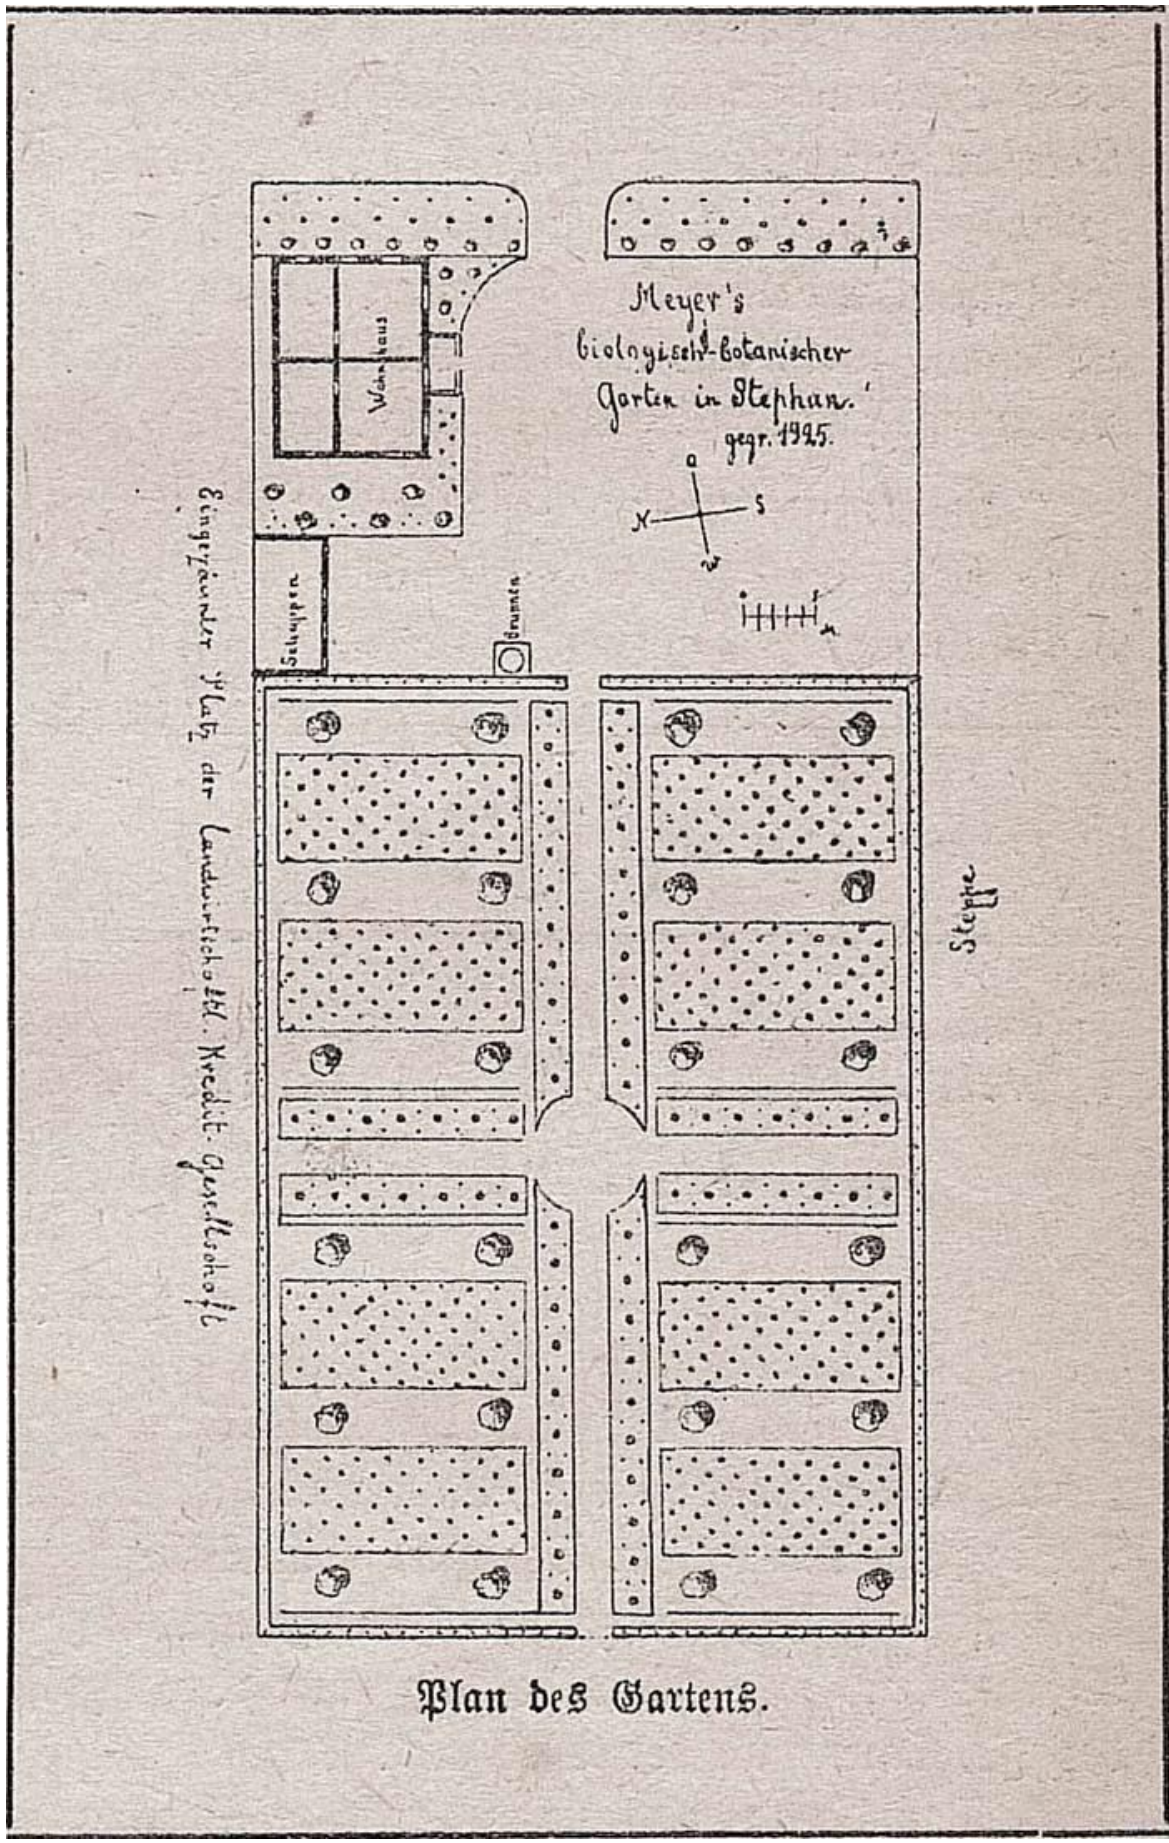 Meyer's
biologisch-botanischer
Garten in Stephan.
gegr. 1925.
O
N
S
W
Wohnhaus
Schuppen
Brunnen
Eingezäunter Platz der Landwirtschaftl. Kredit-Gesellschaft
Steppe
Plan des Gartens.